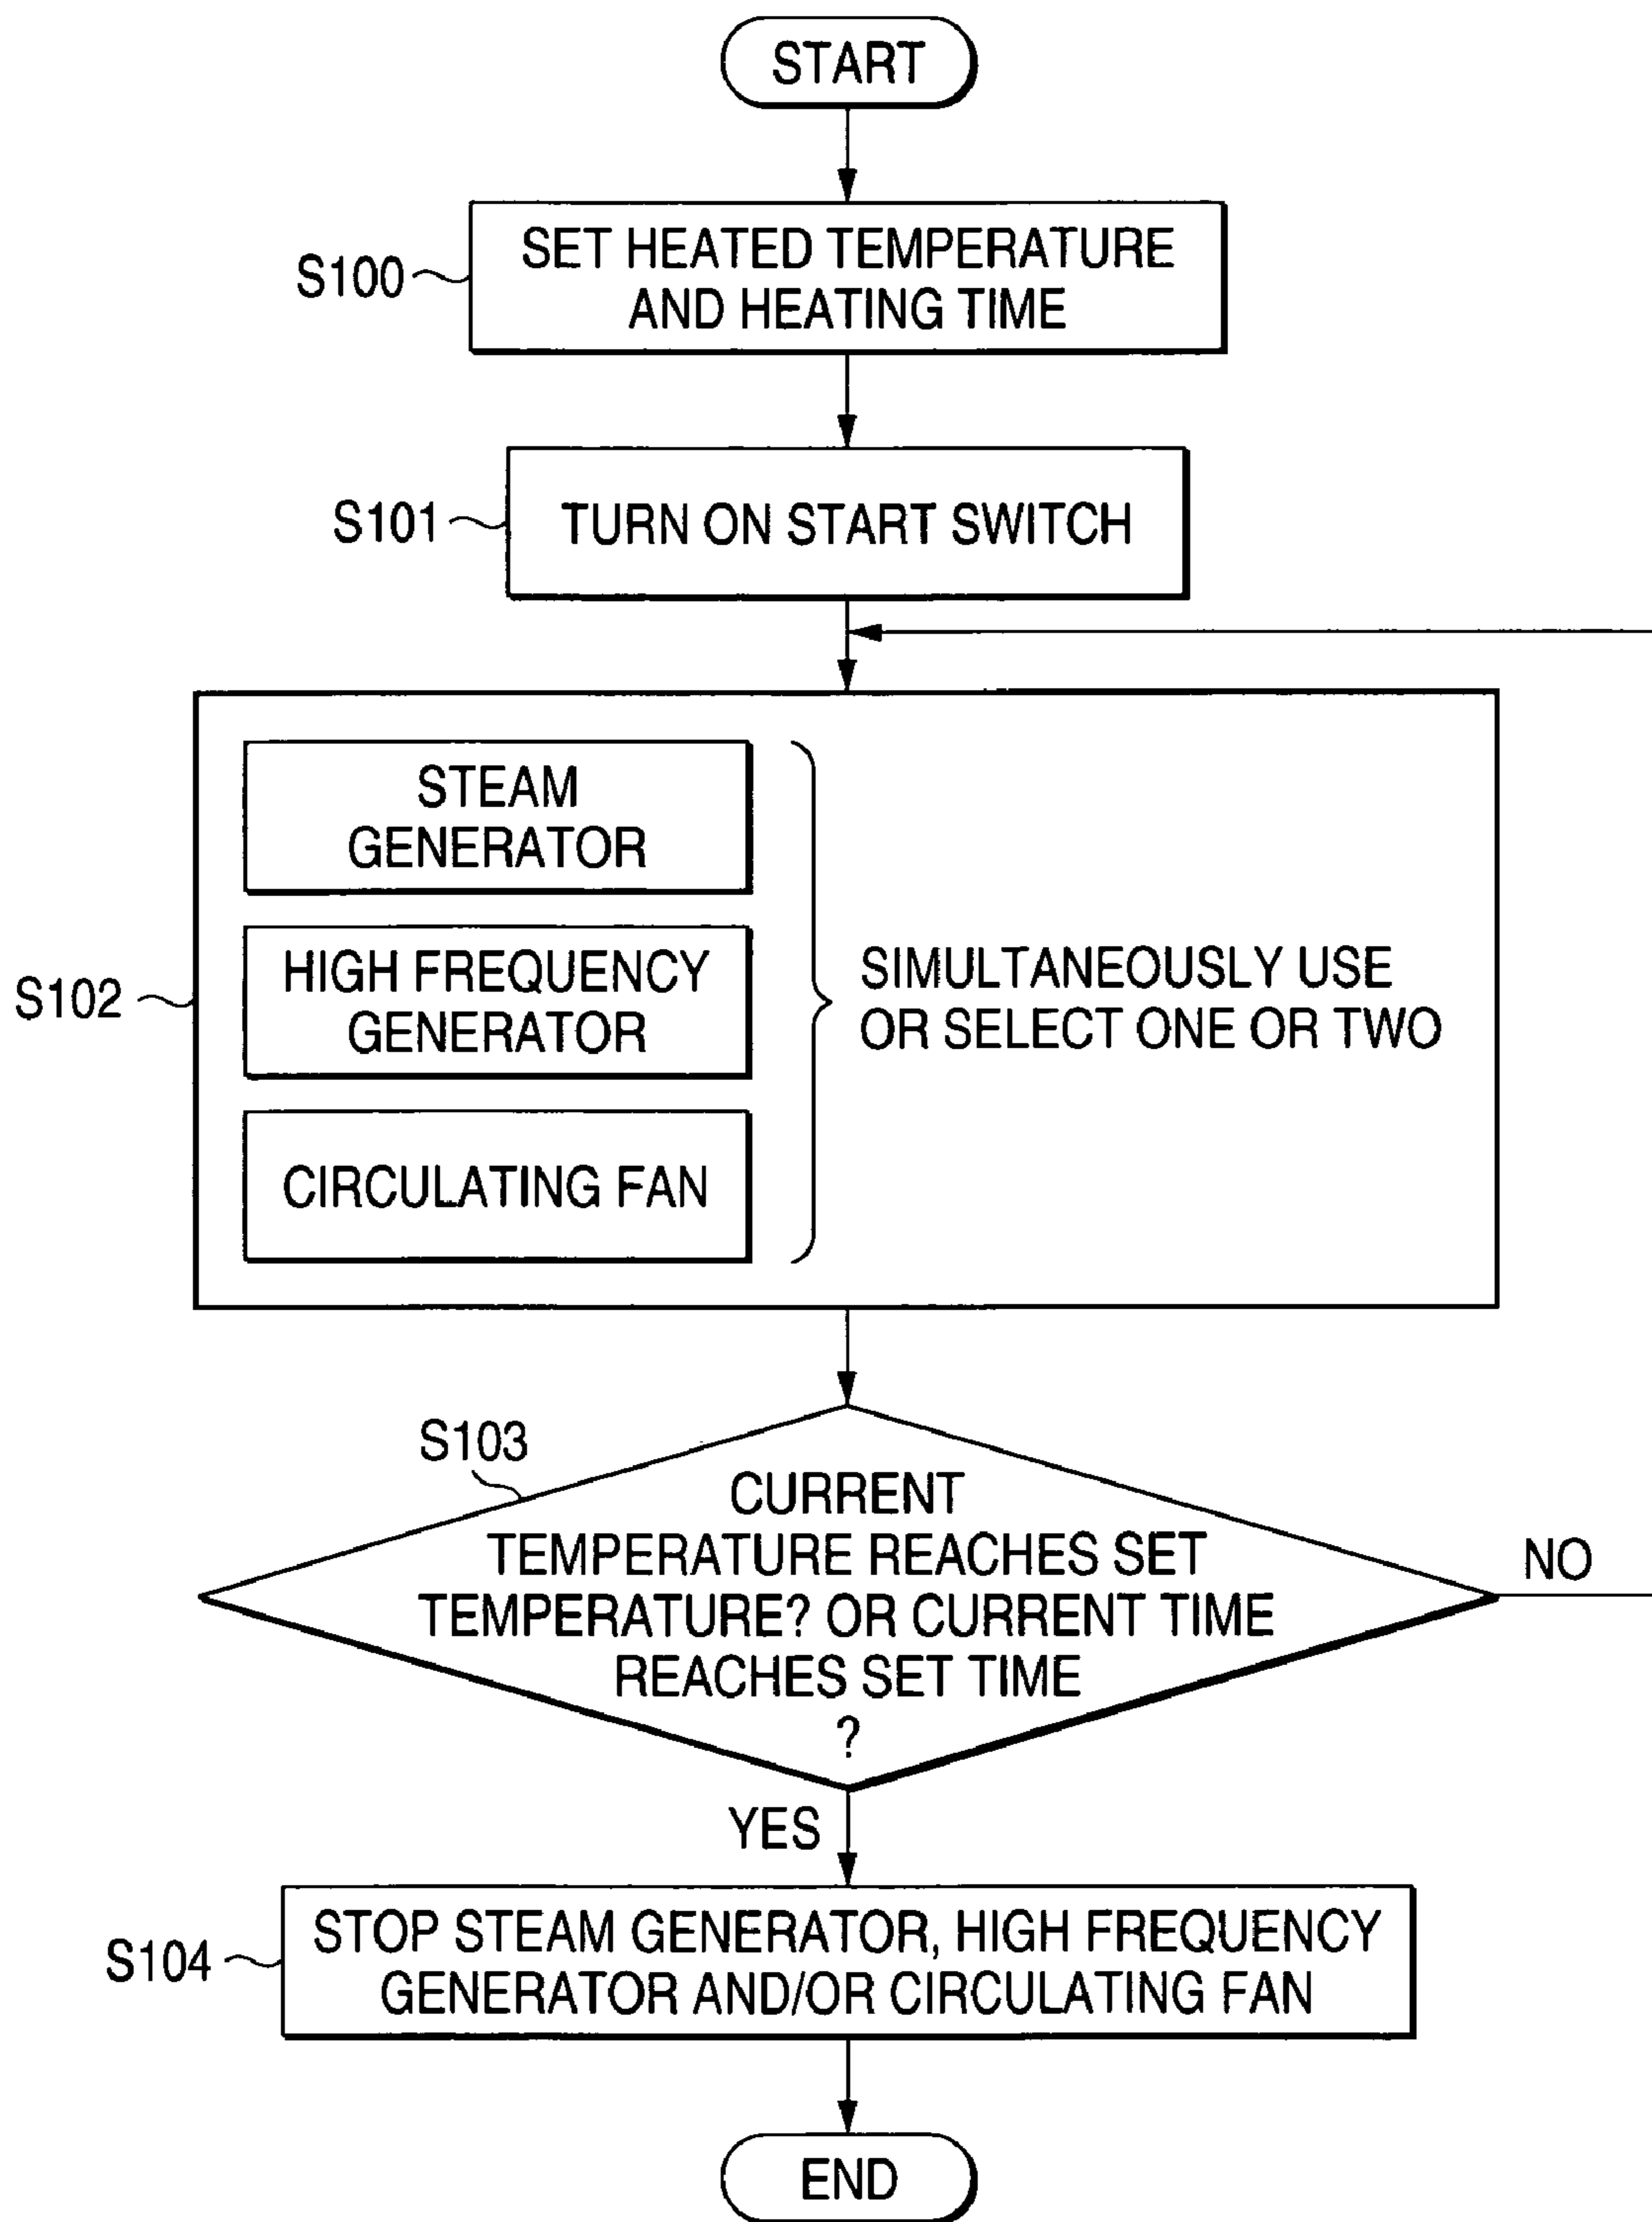 START
S100
SET HEATED TEMPERATURE
AND HEATING TIME
S101
TURN ON START SWITCH
S102
STEAM
GENERATOR
HIGH FREQUENCY
GENERATOR
CIRCULATING FAN
SIMULTANEOUSLY USE
OR SELECT ONE OR TWO
S103
CURRENT
TEMPERATURE REACHES SET
TEMPERATURE? OR CURRENT TIME
REACHES SET TIME
?
NO
YES
S104
STOP STEAM GENERATOR, HIGH FREQUENCY
GENERATOR AND/OR CIRCULATING FAN
END